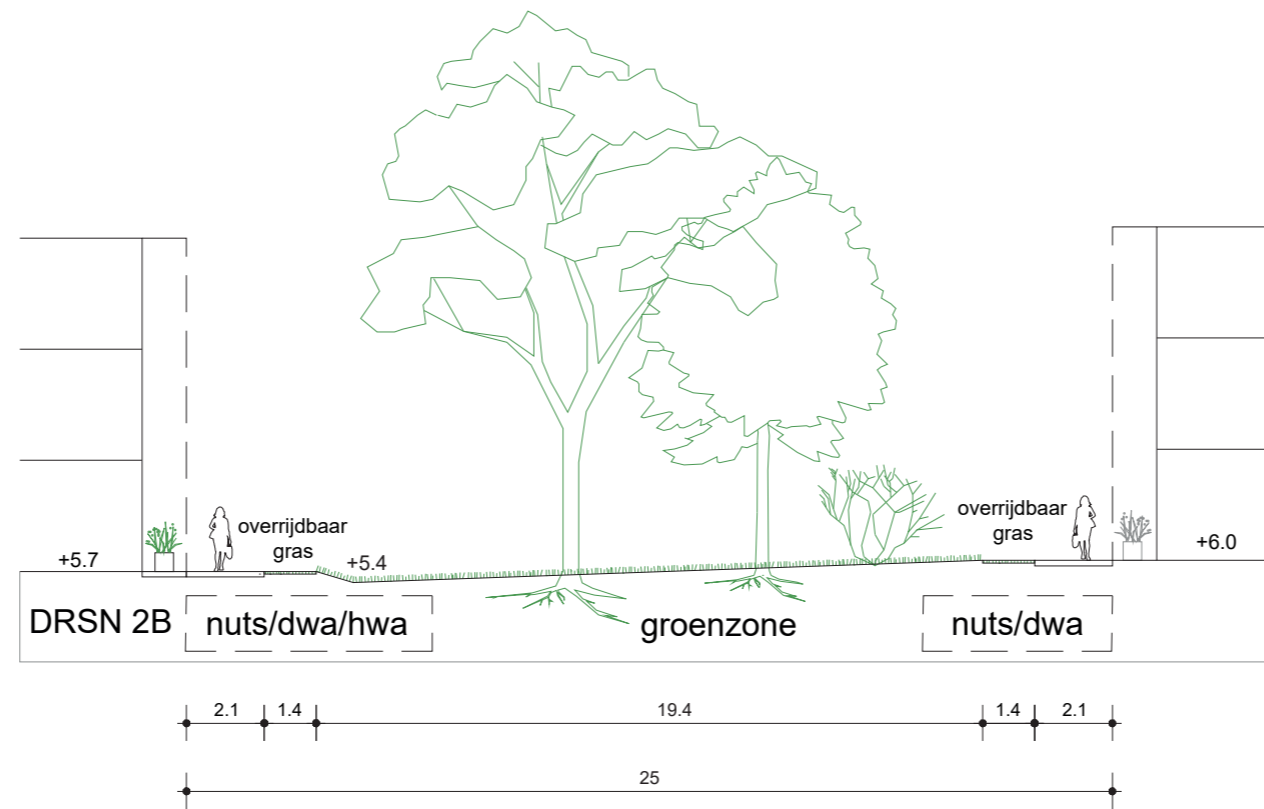 overrijdbaar
gras
overrijdbaar
gras
+5.7
+5.4
+6.0
DRSN 2B
nuts/dwa/hwa
groenzone
nuts/dwa
2.1
1.4
19.4
1.4
2.1
25